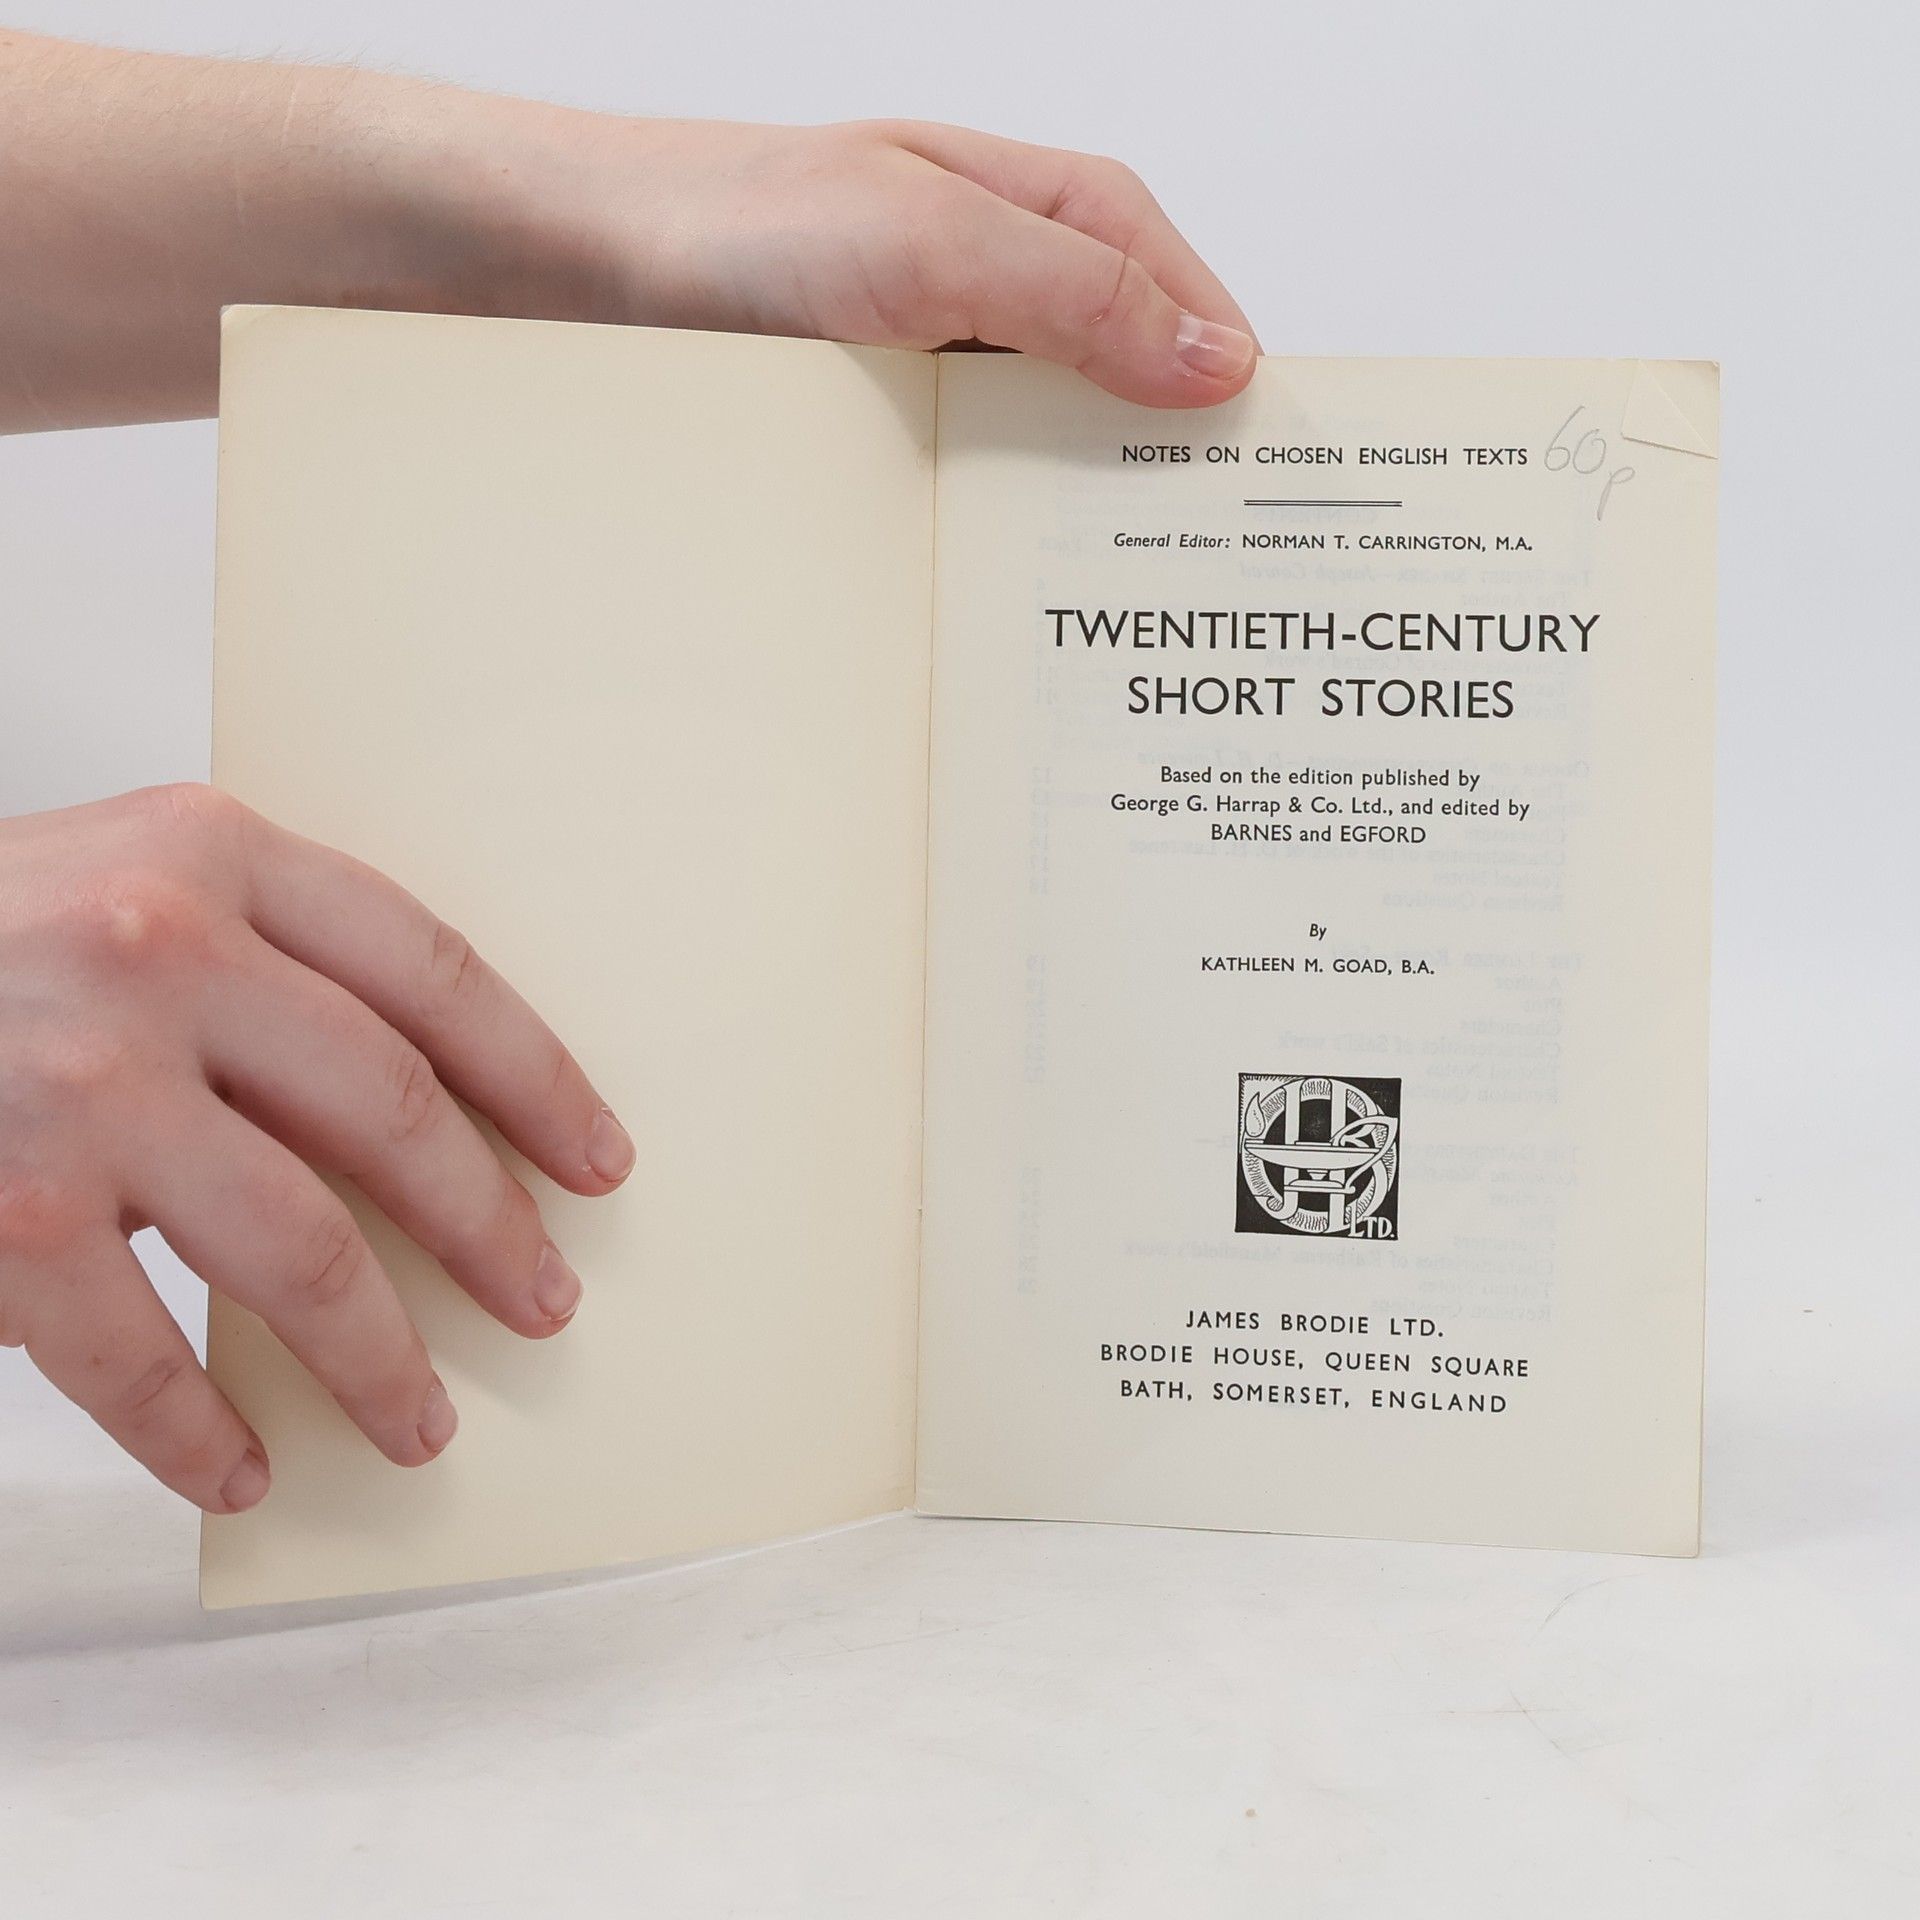 NOTES ON CHOSEN ENGLISH TEXTS
60p
General Editor: NORMAN T. CARRINGTON, M.A.
TWENTIETH-CENTURY
SHORT STORIES
Based on the edition published by
George G. Harrap & Co. Ltd., and edited by
BARNES and EGFORD
By
KATHLEEN M. GOAD, B.A.
LTD.
JAMES BRODIE LTD.
BRODIE HOUSE, QUEEN SQUARE
BATH, SOMERSET, ENGLAND